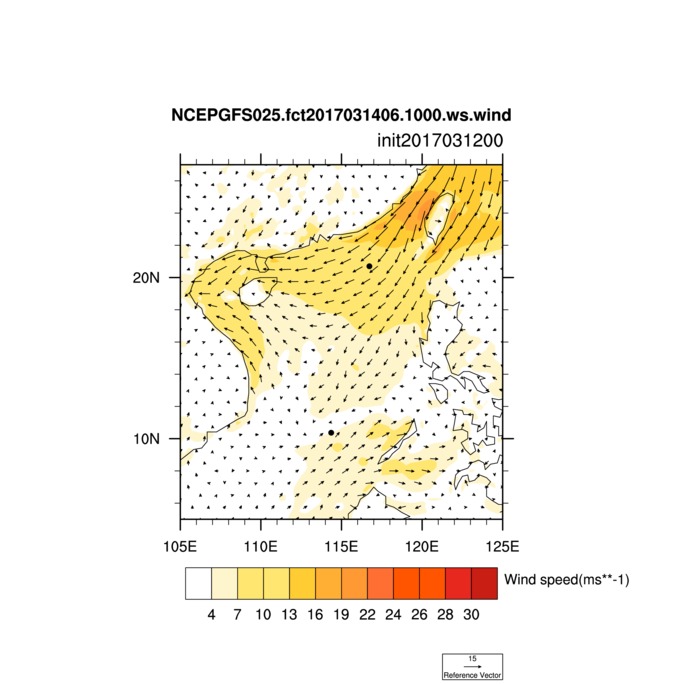 NCEPGFS025.fct2017031406.1000.ws.wind
init2017031200
20N
10N
105E 110E 115E 120E 125E
Wind speed(ms**-1)
4 7 10 13 16 19 22 24 26 28 30
15
Reference Vector